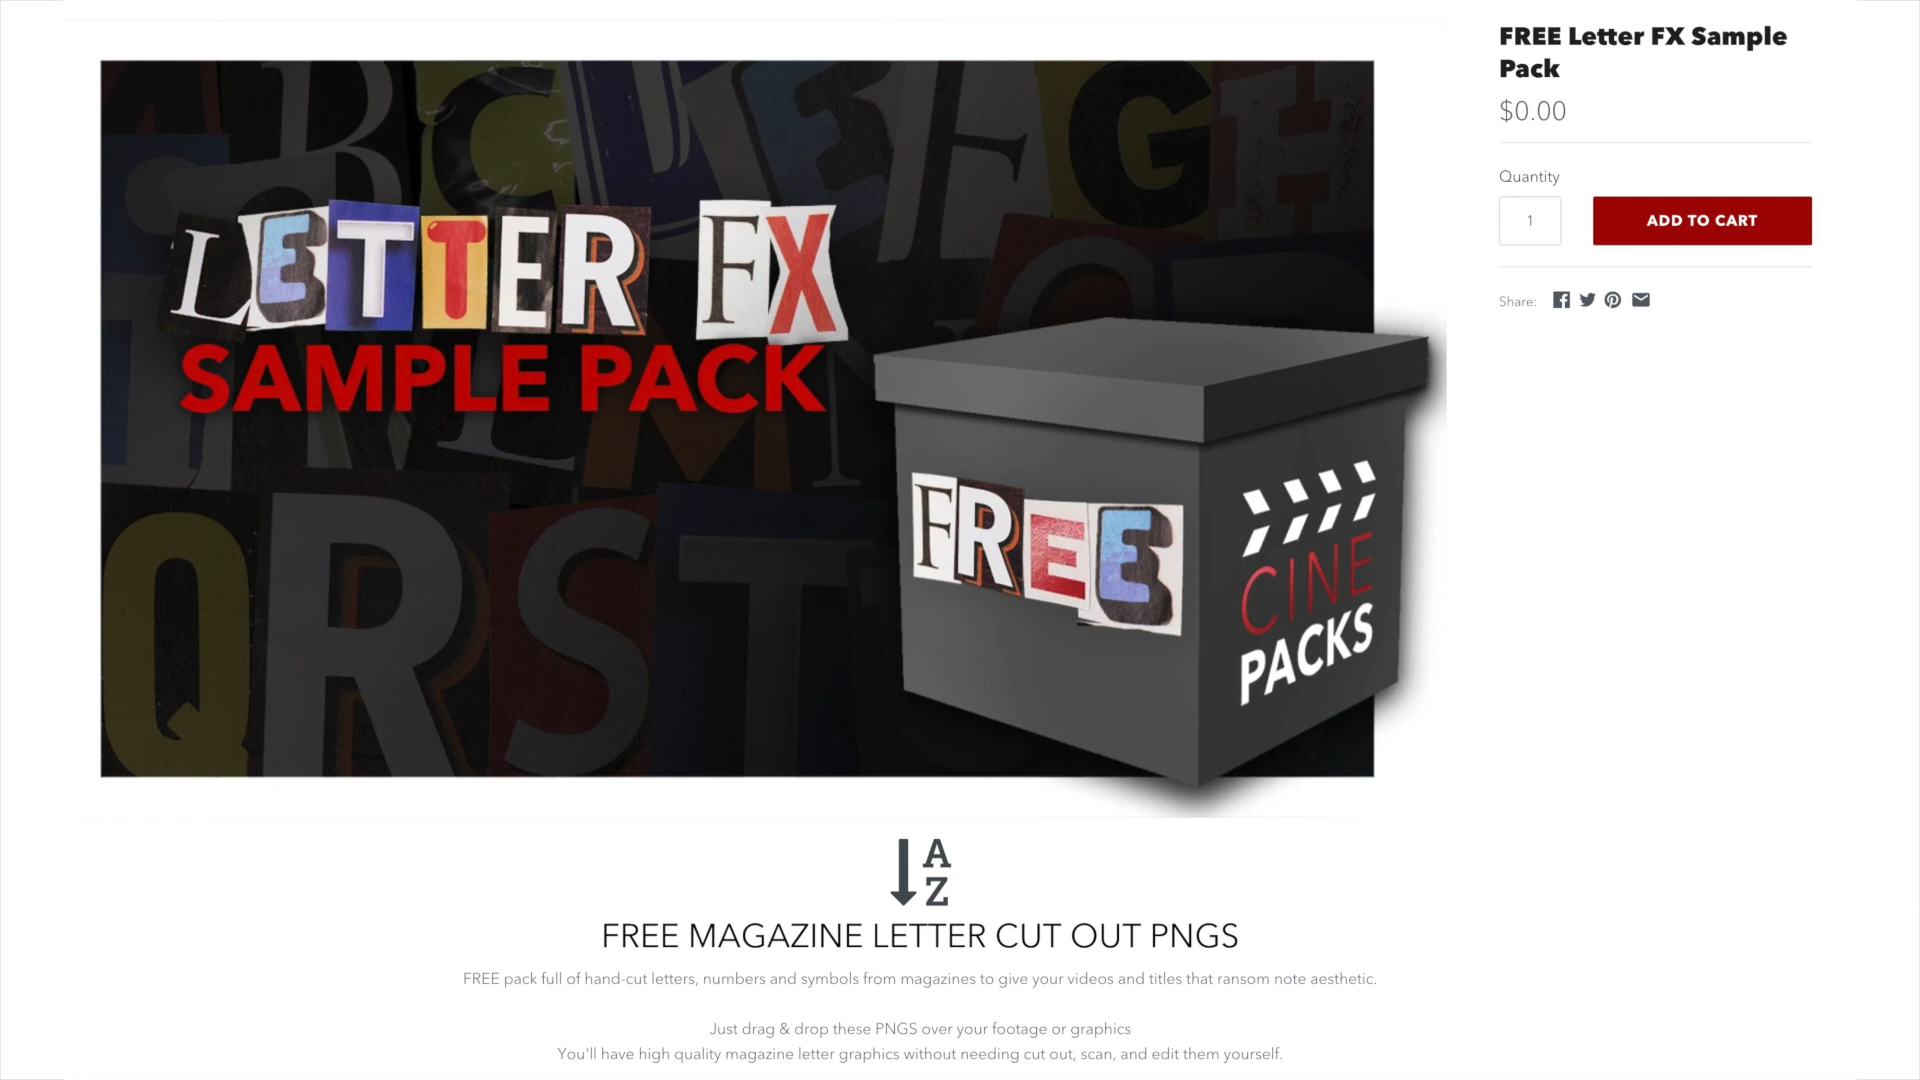 FREE Letter FX Sample
Pack
$0.00
Quantity
1
ADD TO CART
Share:
LETTER FX
SAMPLE PACK
FREE
CINE
PACKS
A
Z
FREE MAGAZINE LETTER CUT OUT PNGS
FREE pack full of hand-cut letters, numbers and symbols from magazines to give your videos and titles that ransom note aesthetic.
Just drag & drop these PNGS over your footage or graphics
You'll have high quality magazine letter graphics without needing cut out, scan, and edit them yourself.